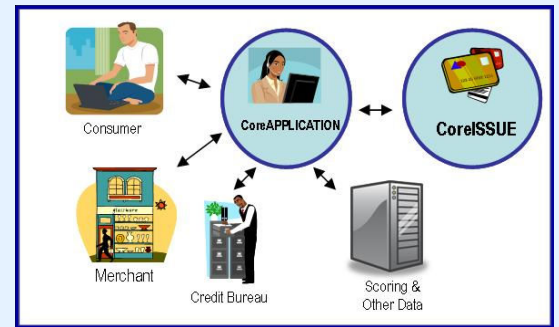 Consumer
CoreAPPLICATION
CoreISSUE
Merchant
Credit Bureau
Scoring &
Other Data